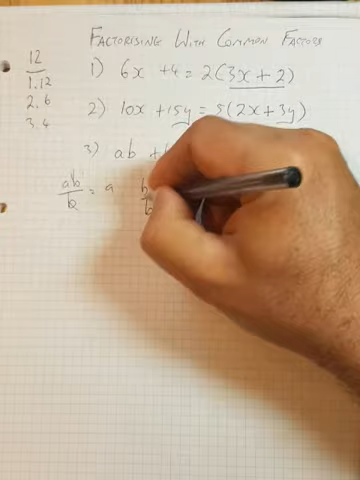 FACTORISING WITH COMMON FACTORS
12
1.12
2.6
3.4
1) 6x +4 = 2(3x + 2)
2) 10x + 15y = 5(2x + 3y)
3) ab +
ab/b = a